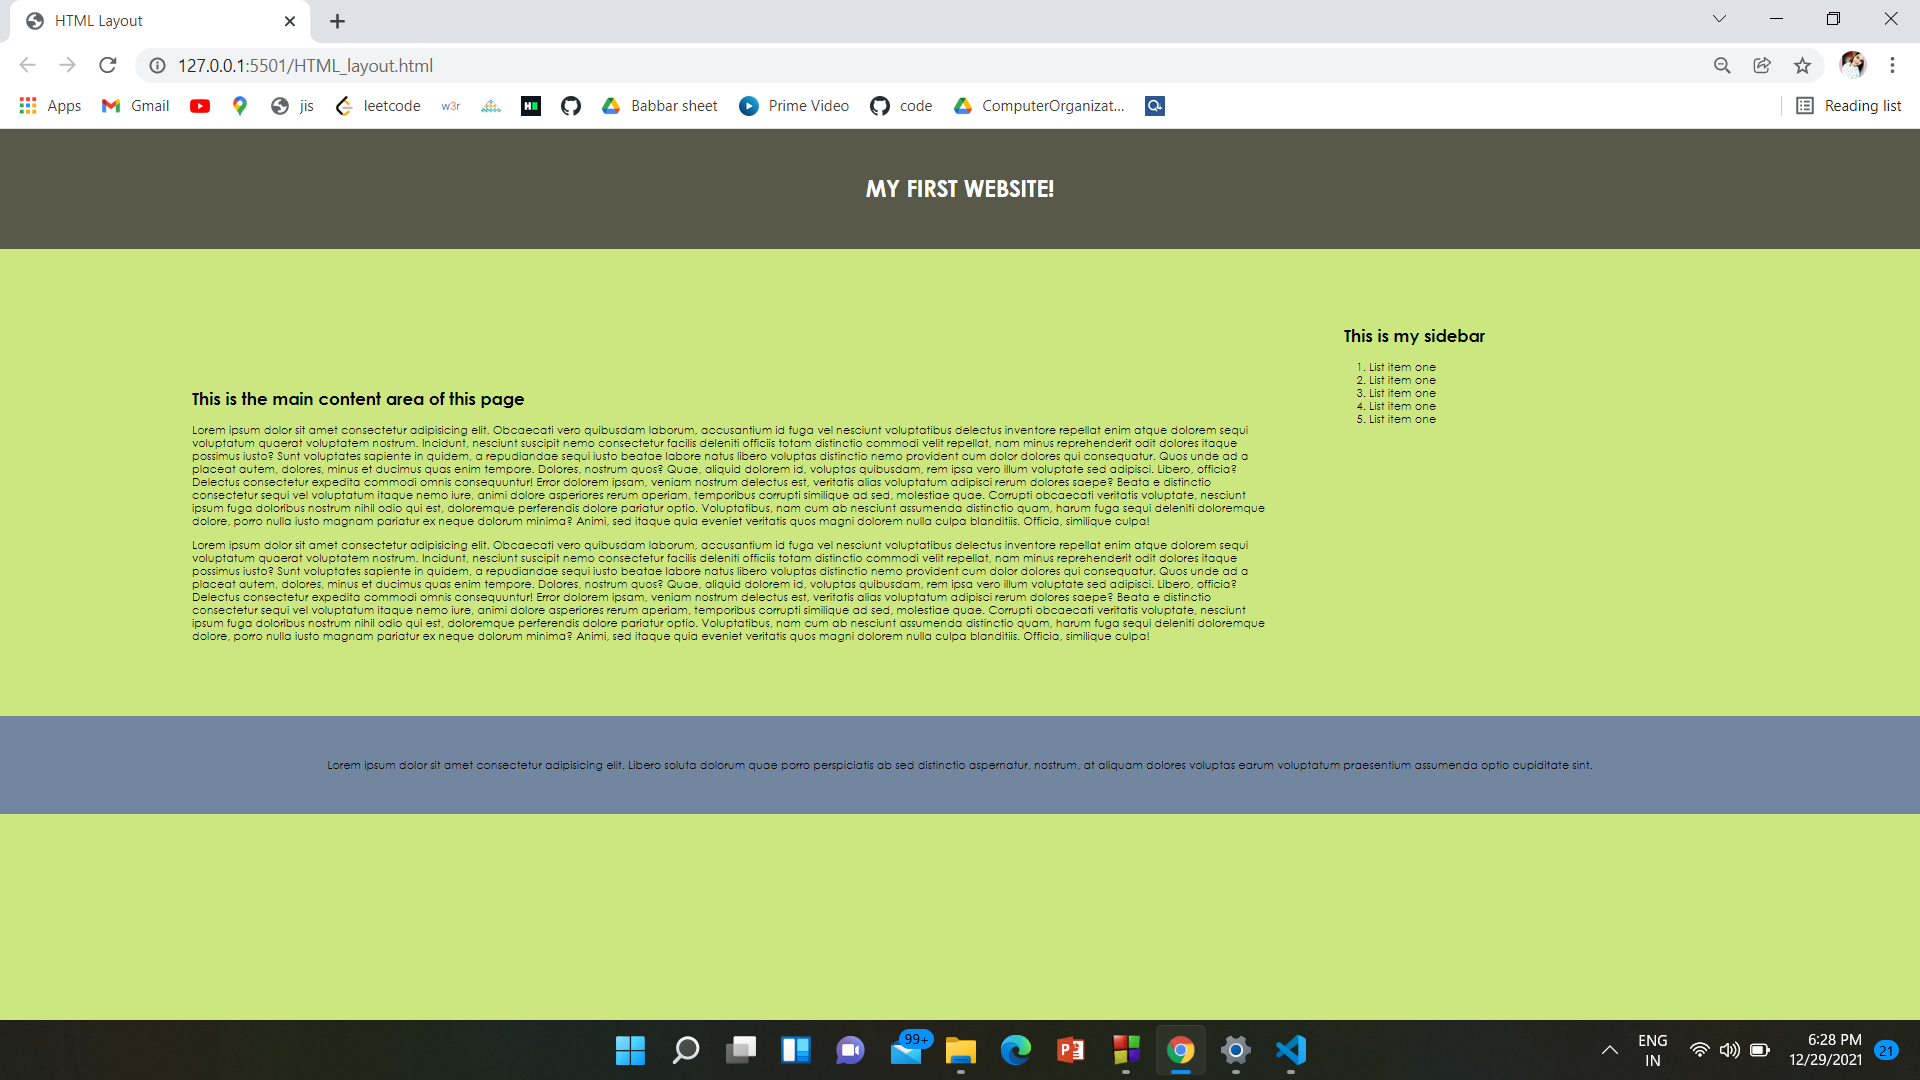 HTML Layout
127.0.0.1:5501/HTML_layout.html
Apps Gmail jis leetcode w3r Babbar sheet Prime Video code ComputerOrganizat... Reading list
MY FIRST WEBSITE!
This is my sidebar
1. List item one
2. List item one
3. List item one
4. List item one
5. List item one
This is the main content area of this page
Lorem ipsum dolor sit amet consectetur adipisicing elit. Obcaecati vero quibusdam laborum, accusantium id fuga vel nesciunt voluptatibus delectus inventore repellat enim atque dolorem sequi
voluptatum quaerat voluptatem nostrum. Incidunt, nesciunt suscipit nemo consectetur facilis deleniti officiis totam distinctio commodi velit repellat, nam minus reprehenderit odit dolores itaque
possimus iusto? Sunt voluptates sapiente in quidem, a repudiandae sequi iusto beatae labore natus libero voluptas distinctio nemo provident cum dolor dolores qui consequatur. Quos unde ad a
placeat autem, dolores, minus et ducimus quas enim tempore. Dolores, nostrum quos? Quae, aliquid dolorem id, voluptas quibusdam, rem ipsa vero illum voluptate sed adipisci. Libero, officia?
Delectus consectetur expedita commodi omnis consequuntur! Error dolorem ipsam, veniam nostrum delectus est, veritatis alias voluptatum adipisci rerum dolores saepe? Beata e distinctio
consectetur sequi vel voluptatum itaque nemo iure, animi dolore asperiores rerum aperiam, temporibus corrupti similique ad sed, molestiae quae. Corrupti obcaecati veritatis voluptate, nesciunt
ipsum fuga doloribus nostrum nihil odio qui est, doloremque perferendis dolore pariatur optio. Voluptatibus, nam cum ab nesciunt assumenda distinctio quam, harum fuga sequi deleniti doloremque
dolore, porro nulla iusto magnam pariatur ex neque dolorum minima? Animi, sed itaque quia eveniet veritatis quos magni dolorem nulla culpa blanditiis. Officia, similique culpa!
Lorem ipsum dolor sit amet consectetur adipisicing elit. Obcaecati vero quibusdam laborum, accusantium id fuga vel nesciunt voluptatibus delectus inventore repellat enim atque dolorem sequi
voluptatum quaerat voluptatem nostrum. Incidunt, nesciunt suscipit nemo consectetur facilis deleniti officiis totam distinctio commodi velit repellat, nam minus reprehenderit odit dolores itaque
possimus iusto? Sunt voluptates sapiente in quidem, a repudiandae sequi iusto beatae labore natus libero voluptas distinctio nemo provident cum dolor dolores qui consequatur. Quos unde ad a
placeat autem, dolores, minus et ducimus quas enim tempore. Dolores, nostrum quos? Quae, aliquid dolorem id, voluptas quibusdam, rem ipsa vero illum voluptate sed adipisci. Libero, officia?
Delectus consectetur expedita commodi omnis consequuntur! Error dolorem ipsam, veniam nostrum delectus est, veritatis alias voluptatum adipisci rerum dolores saepe? Beata e distinctio
consectetur sequi vel voluptatum itaque nemo iure, animi dolore asperiores rerum aperiam, temporibus corrupti similique ad sed, molestiae quae. Corrupti obcaecati veritatis voluptate, nesciunt
ipsum fuga doloribus nostrum nihil odio qui est, doloremque perferendis dolore pariatur optio. Voluptatibus, nam cum ab nesciunt assumenda distinctio quam, harum fuga sequi deleniti doloremque
dolore, porro nulla iusto magnam pariatur ex neque dolorum minima? Animi, sed itaque quia eveniet veritatis quos magni dolorem nulla culpa blanditiis. Officia, similique culpa!
Lorem ipsum dolor sit amet consectetur adipisicing elit. Libero soluta dolorum quae porro perspiciatis ab sed distinctio aspernatur, nostrum, at aliquam dolores voluptas earum voluptatum praesentium assumenda optio cupiditate sint.
99+
ENG
IN
6:28 PM
12/29/2021
21